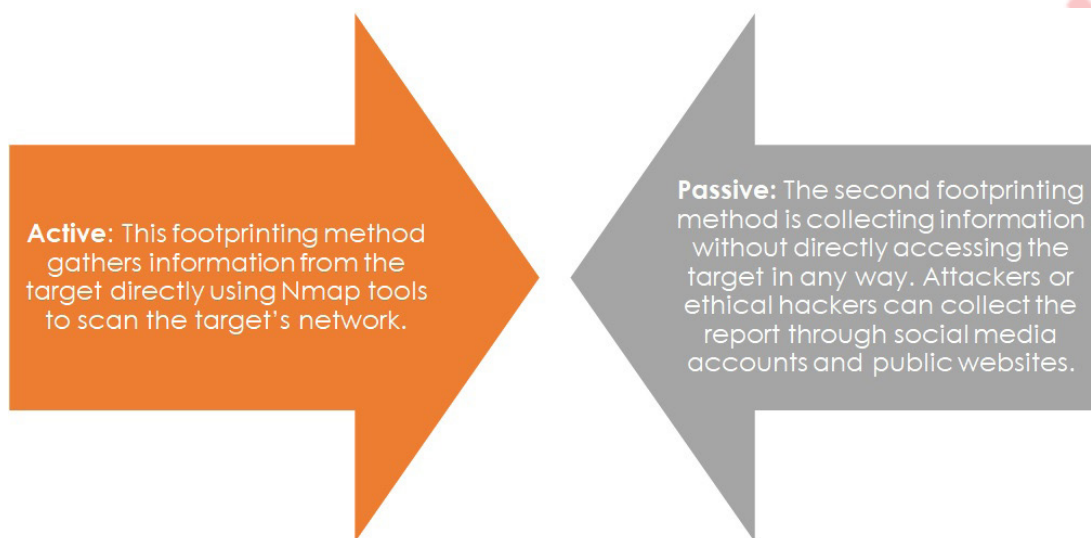 Active: This footprinting method
gathers information from the
target directly using Nmap tools
to scan the target’s network.
Passive: The second footprinting
method is collecting information
without directly accessing the
target in any way. Attackers or
ethical hackers can collect the
report through social media
accounts and public websites.